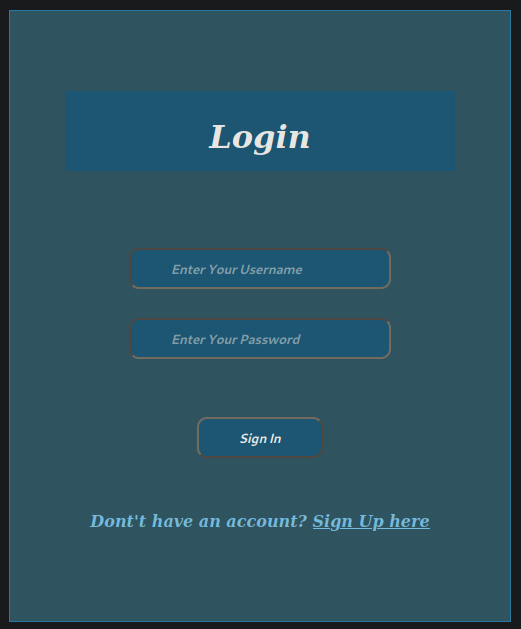 Login
Enter Your Username
Enter Your Password
Sign In
Dont't have an account? Sign Up here